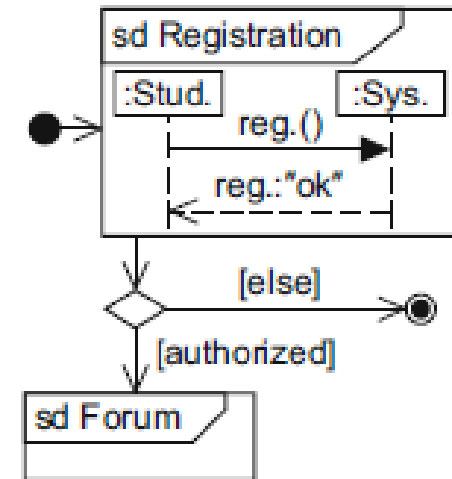 sd Registration
:Stud. :Sys.
reg.()
reg.:"ok"
[else]
[authorized]
sd Forum